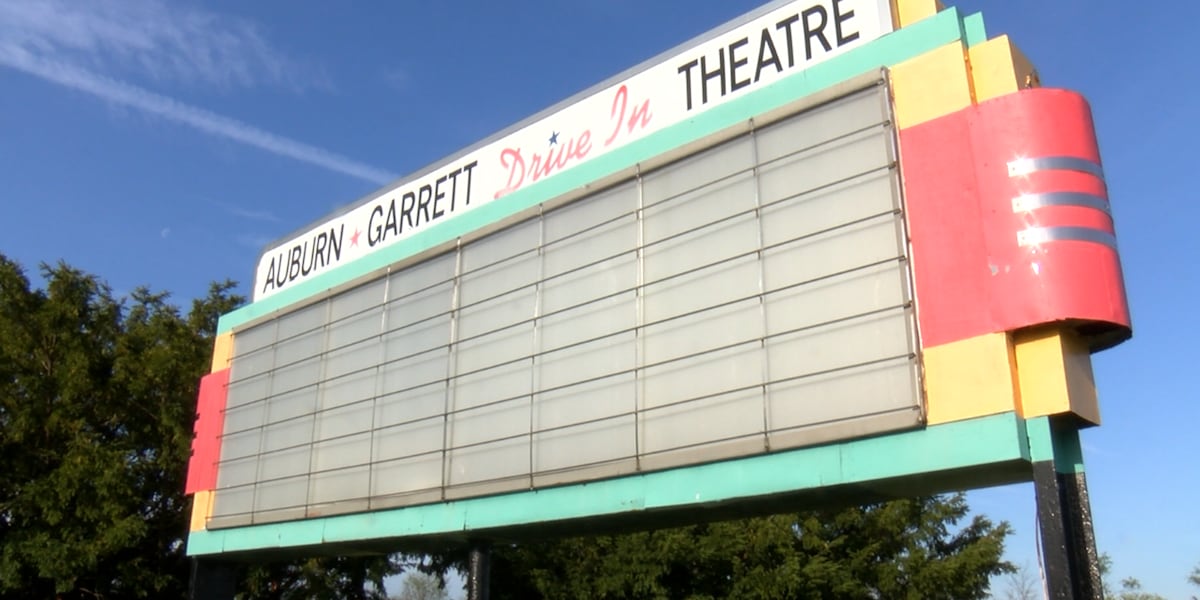 AUBURN ★ GARRETT Drive In THEATRE